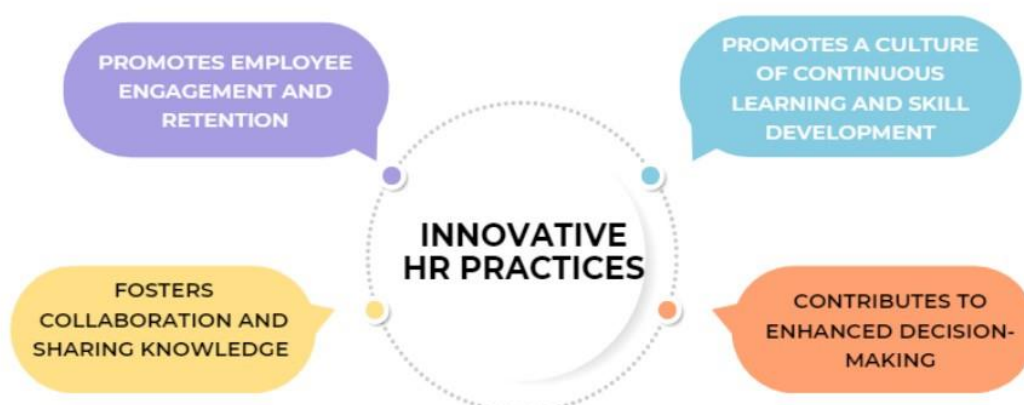 PROMOTES EMPLOYEE
ENGAGEMENT AND
RETENTION
PROMOTES A CULTURE
OF CONTINUOUS
LEARNING AND SKILL
DEVELOPMENT
INNOVATIVE
HR PRACTICES
FOSTERS
COLLABORATION AND
SHARING KNOWLEDGE
CONTRIBUTES TO
ENHANCED DECISION-
MAKING